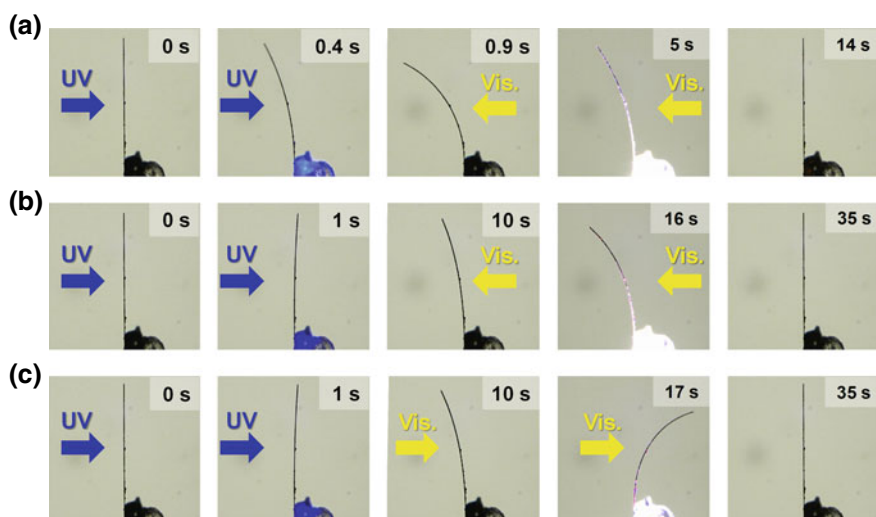 (a)
0 s
0.4 s
0.9 s
5 s
14 s
UV
UV
Vis.
Vis.
(b)
0 s
1 s
10 s
16 s
35 s
UV
UV
Vis.
Vis.
(c)
0 s
1 s
10 s
17 s
35 s
UV
UV
Vis.
Vis.